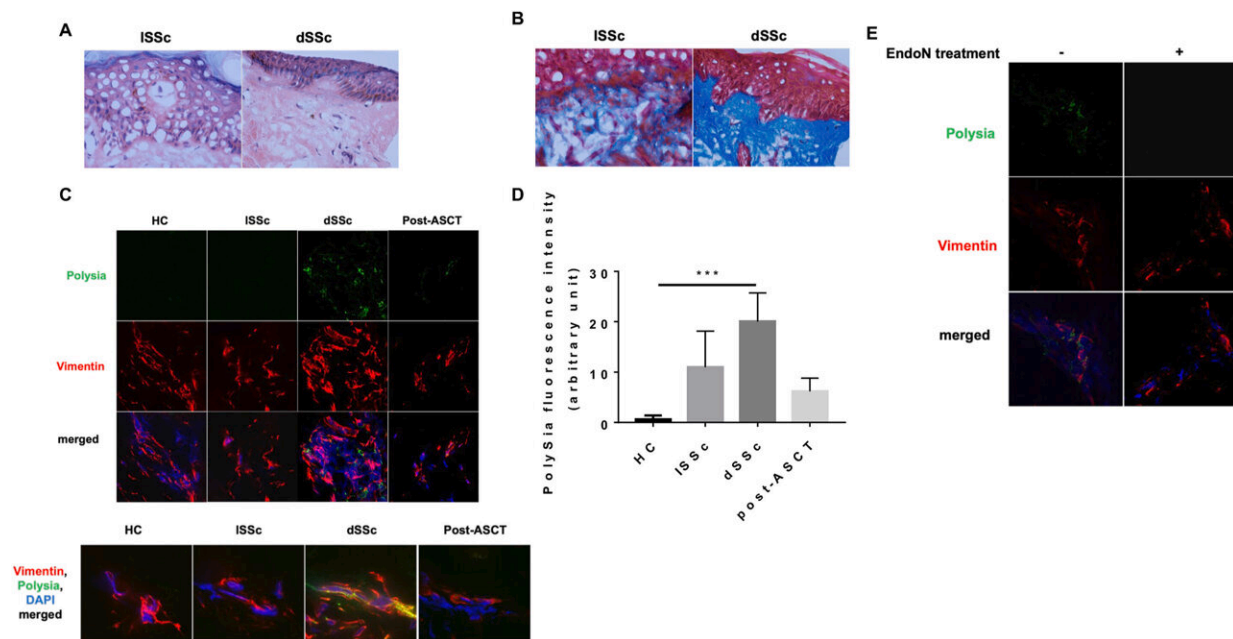 A
lSSc dSSc
B
lSSc dSSc
E
EndoN treatment - +
Polysia
Vimentin
merged
C
HC lSSc dSSc Post-ASCT
Polysia
Vimentin
merged
D
PolySia fluorescence intensity
(arbitrary unit)
30
20
10
0
***
HC
lSSc
dSSc
post-ASCT
HC lSSc dSSc Post-ASCT
Vimentin,
Polysia,
DAPI
merged